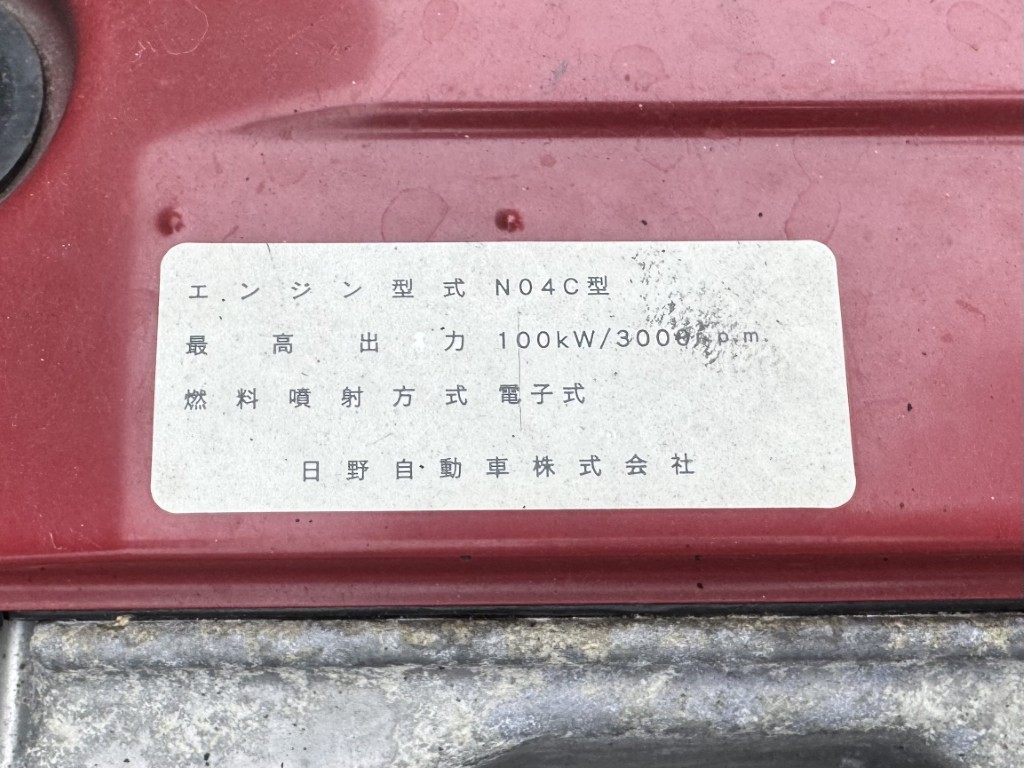 エンジン型式 N04C型
最高出力 100kW/3000r.p.m.
燃料噴射方式 電子式
日野自動車株式会社